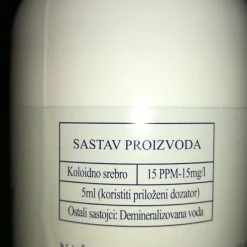 SASTAV PROIZVODA
Koloidno srebro 15 PPM-15mg/l
5ml (koristiti priloženi dozator)
Ostali sastojci: Demineralizovana voda